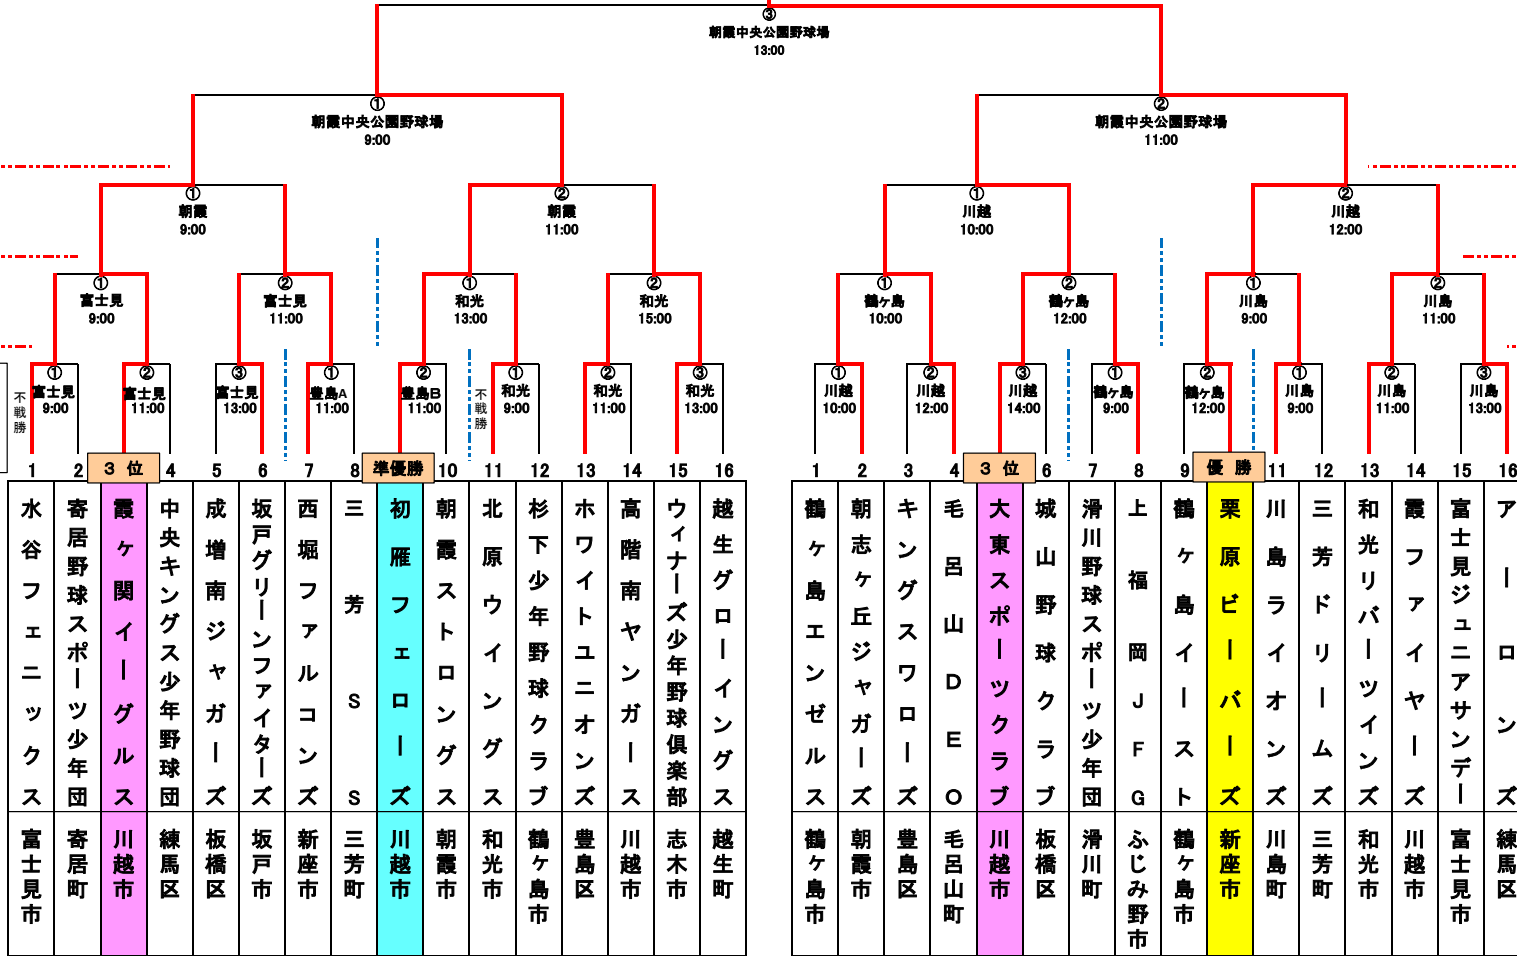 ③
朝霞中央公園野球場
13:00
①
朝霞中央公園野球場
9:00
②
朝霞中央公園野球場
11:00
①
朝霞
9:00
②
朝霞
11:00
①
川越
10:00
②
川越
12:00
①
富士見
9:00
②
富士見
11:00
①
和光
13:00
②
和光
15:00
①
鶴ヶ島
10:00
②
鶴ヶ島
12:00
①
川島
9:00
②
川島
11:00
不戦勝
①
富士見
9:00
②
富士見
11:00
③
富士見
13:00
①
豊島A
11:00
②
豊島B
11:00
不戦勝
①
和光
9:00
②
和光
11:00
③
和光
13:00
①
川越
10:00
②
川越
12:00
③
川越
14:00
①
鶴ヶ島
9:00
②
鶴ヶ島
12:00
①
川島
9:00
②
川島
11:00
③
川島
13:00
1 2 3 位 4 5 6 7 8 準優勝 10 11 12 13 14 15 16
1 2 3 4 3 位 6 7 8 9 優 勝 11 12 13 14 15 16
水谷フェニックス 富士見市
寄居野球スポーツ少年団 寄居町
霞ヶ関イーグルス 川越市
中央キングス少年野球団 練馬区
成増南ジャガーズ 板橋区
坂戸グリーンファイターズ 坂戸市
西堀ファルコンズ 新座市
三芳SS 三芳町
初雁フェローズ 川越市
朝霞ストロングス 朝霞市
北原ウイングス 和光市
杉下少年野球クラブ 鶴ヶ島市
ホワイトユニオンズ 豊島区
高階南ヤンガース 川越市
ウィナーズ少年野球倶楽部 志木市
越生グローイングス 越生町
鶴ヶ島エンゼルス 鶴ヶ島市
朝志ヶ丘ジャガーズ 朝霞市
キングスワローズ 豊島区
毛呂山DEO 毛呂山町
大東スポーツクラブ 川越市
城山野球クラブ 板橋区
滑川野球スポーツ少年団 滑川町
上福岡JFG ふじみ野市
鶴ヶ島イースト 鶴ヶ島市
栗原ビーバーズ 新座市
川島ライオンズ 川島町
三芳ドリームズ 三芳町
和光リバーツインズ 和光市
霞ファイヤーズ 川越市
富士見ジュニアサンデー 富士見市
アーロンズ 練馬区